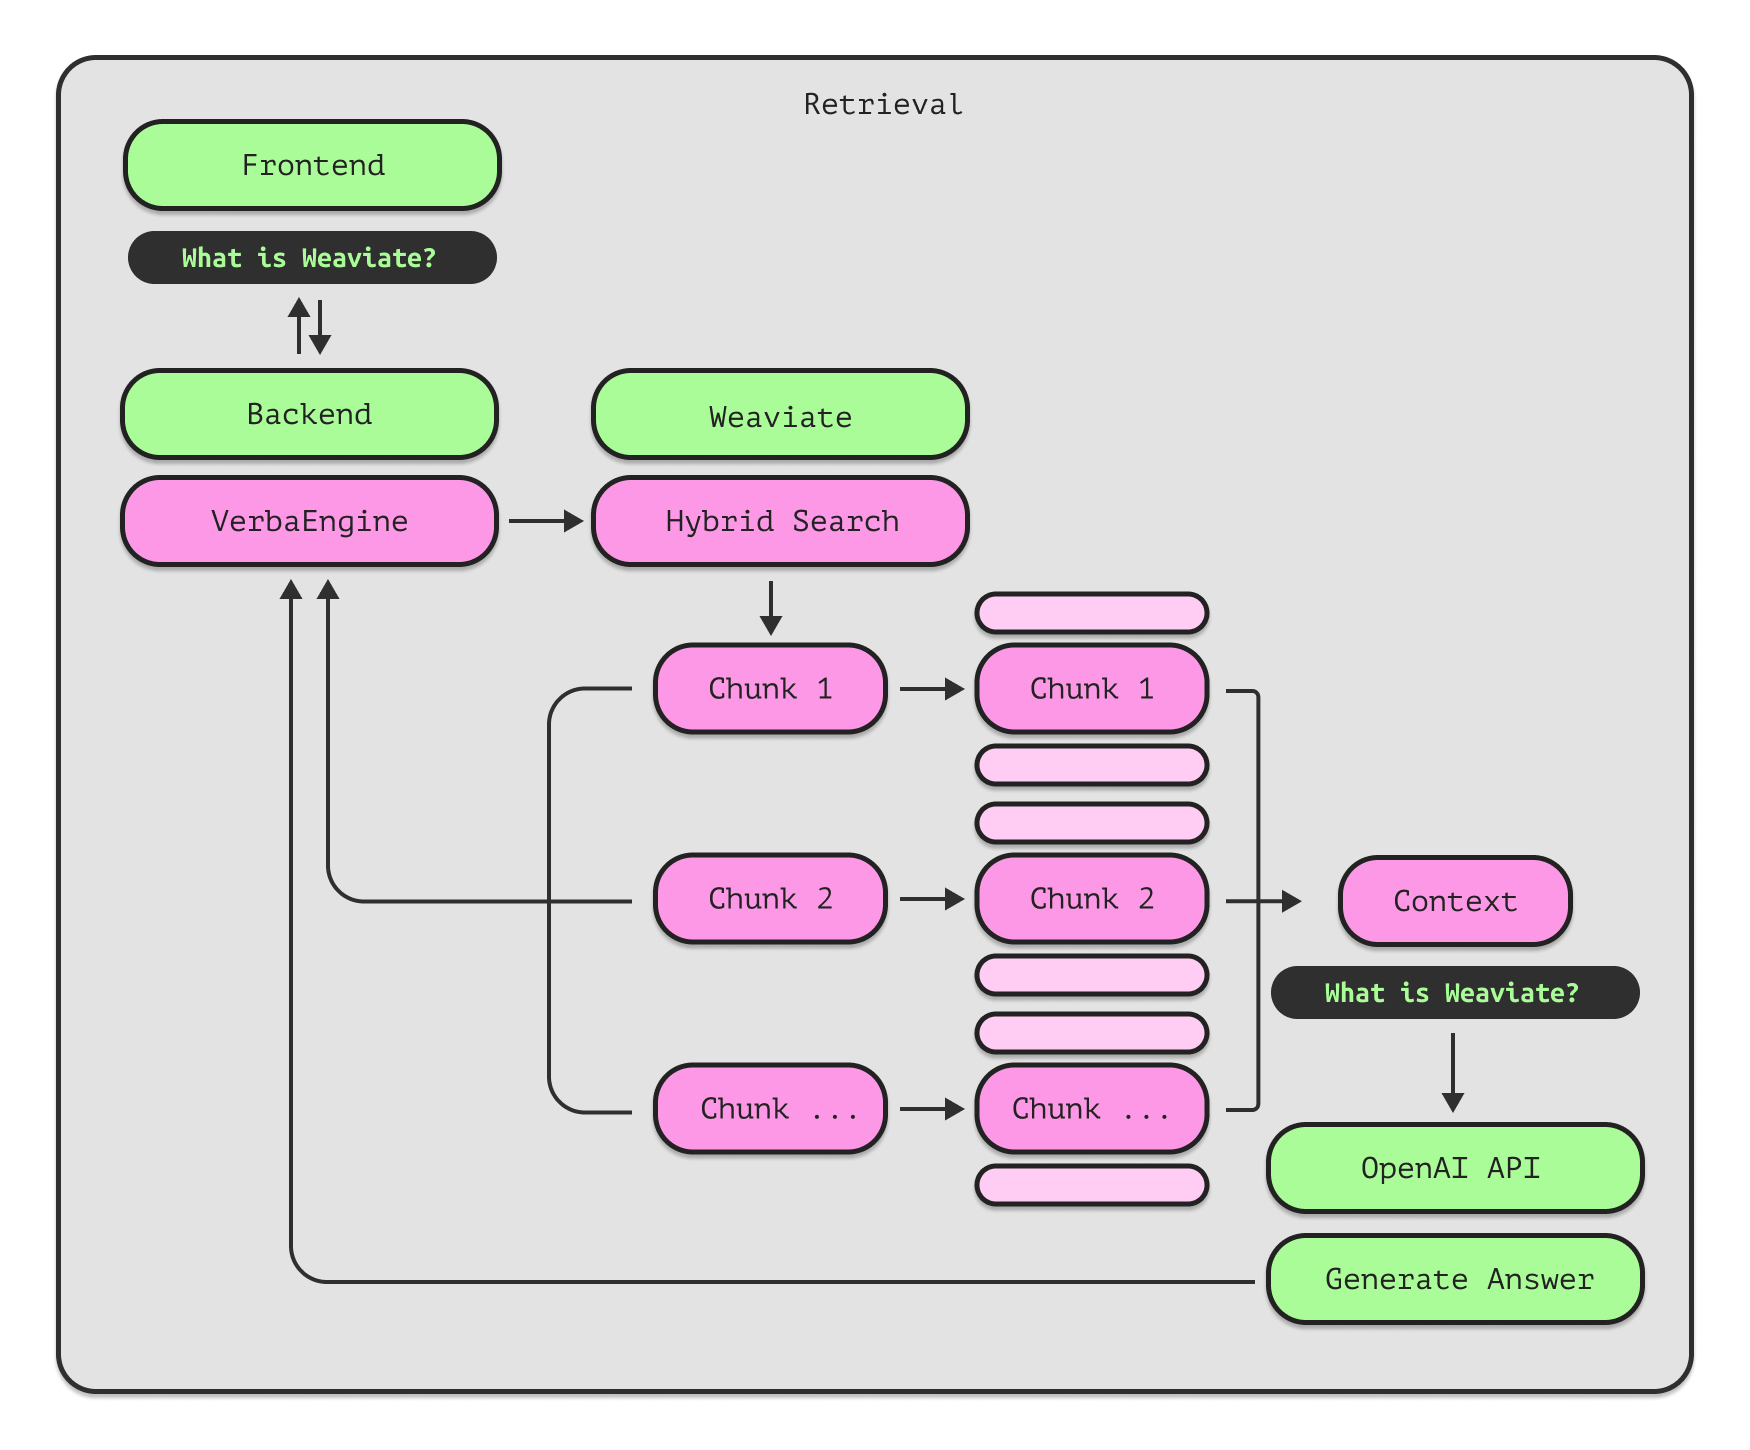 Retrieval
Frontend
What is Weaviate?
Backend
Weaviate
VerbaEngine
Hybrid Search
Chunk 1
Chunk 1
Chunk 2
Chunk 2
Context
What is Weaviate?
Chunk ...
Chunk ...
OpenAI API
Generate Answer